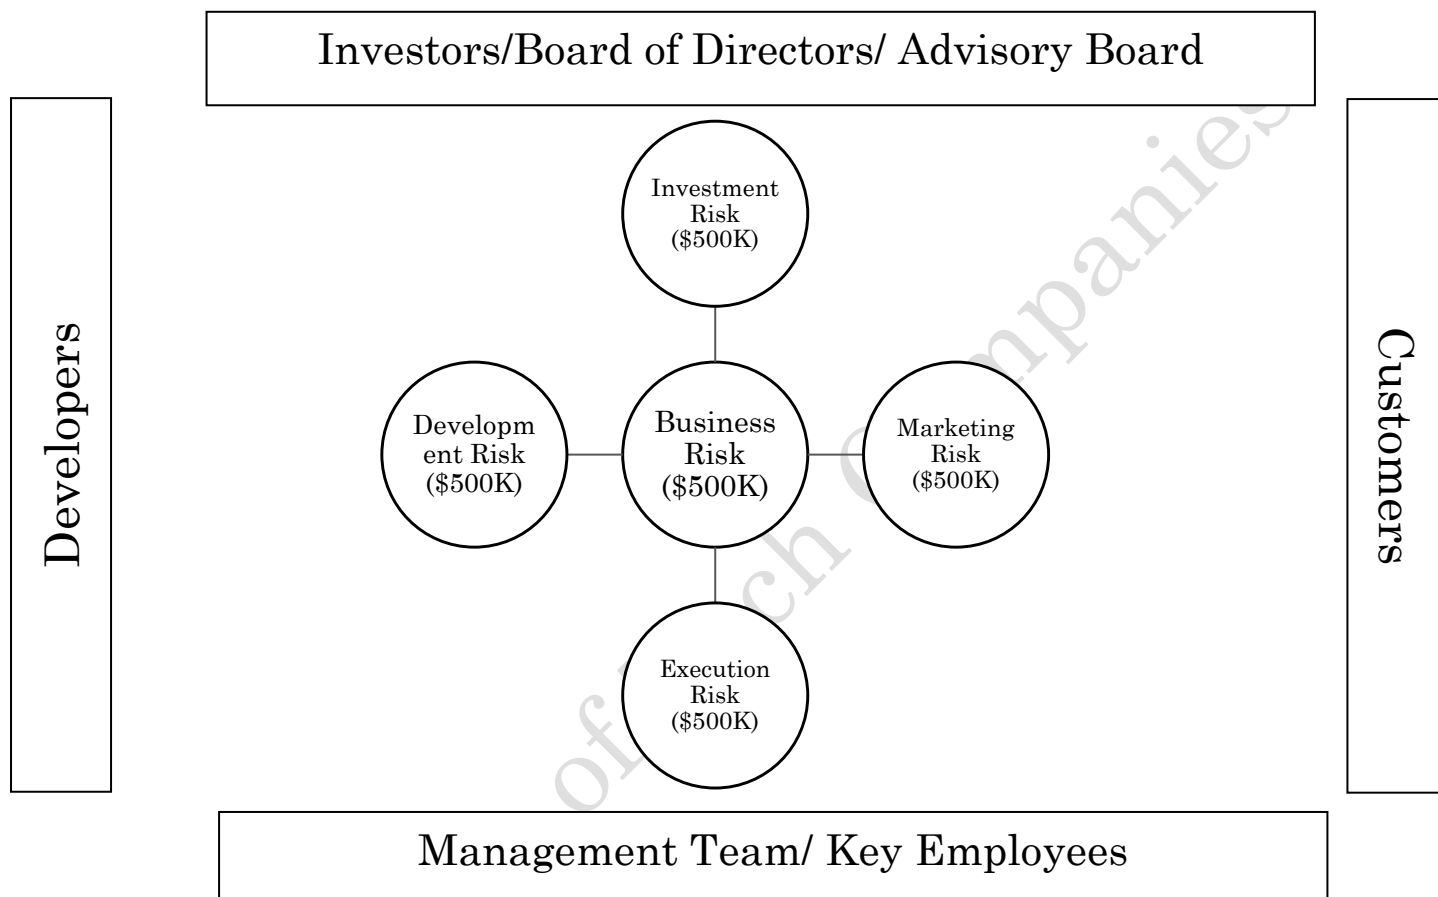 Investors/Board of Directors/ Advisory Board
Investment
Risk
($500K)
Developers
Developm
ent Risk
($500K)
Business
Risk
($500K)
Marketing
Risk
($500K)
Customers
Execution
Risk
($500K)
Management Team/ Key Employees
of